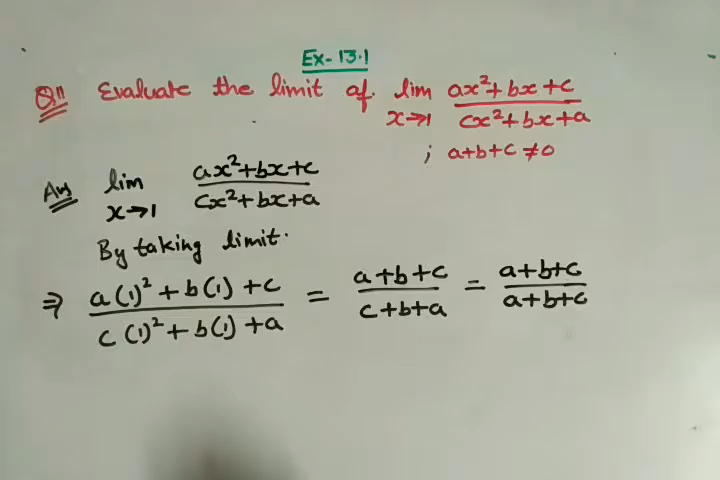 Ex- 13.1
Q11 Evaluate the limit of. lim x→1 ax²+bx+c / cx²+bx+a
; a+b+c ≠0
Ans lim x→1 ax²+bx+c / cx²+bx+a
By taking limit.
⇒ a(1)²+b(1)+c / c(1)²+b(1)+a = a+b+c / c+b+a = a+b+c / a+b+c